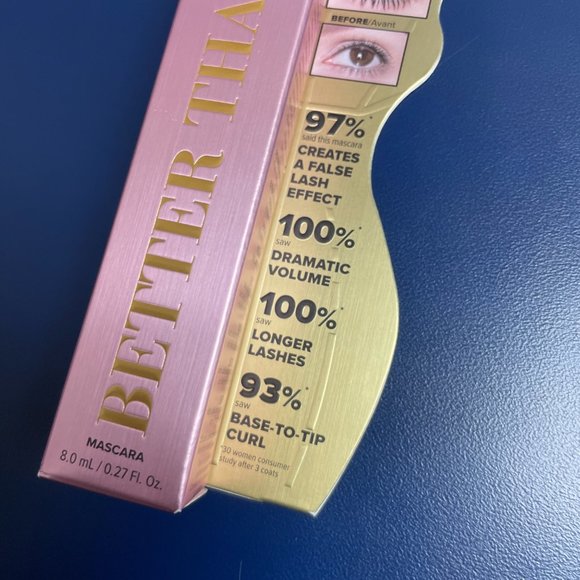 BETTER THA
MASCARA
8.0 mL / 0.27 Fl. Oz.
BEFORE/Avant
97%*
said this mascara
CREATES
A FALSE
LASH
EFFECT
100%*
saw
DRAMATIC
VOLUME
100%*
saw
LONGER
LASHES
93%*
saw
BASE-TO-TIP
CURL
*30 women consumer
study after 3 coats